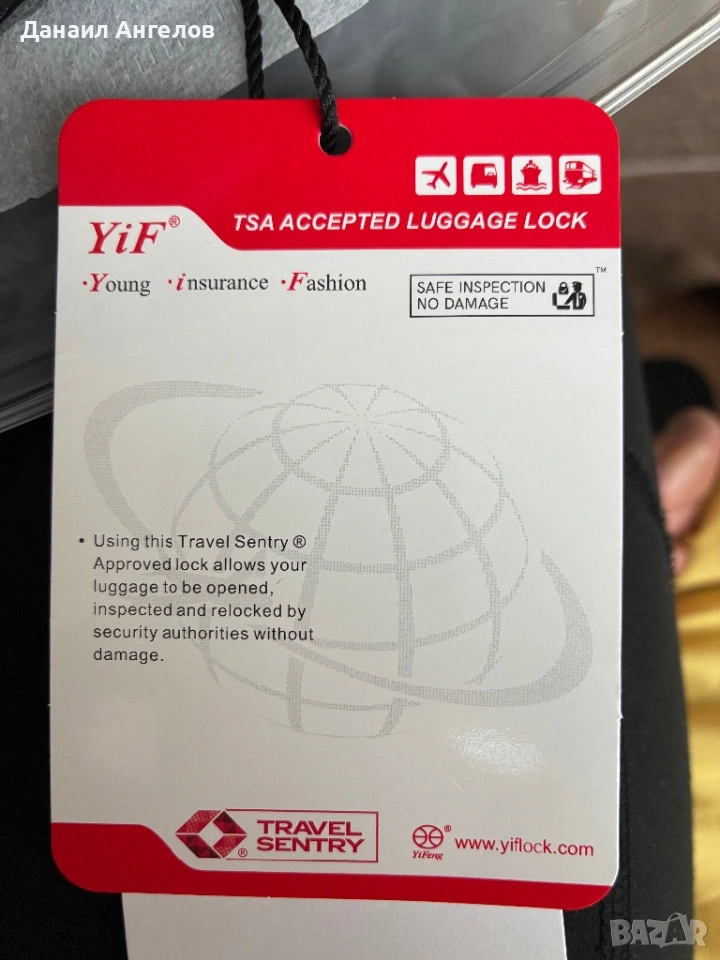 Данаил Ангелов
TSA ACCEPTED LUGGAGE LOCK
YiF®
·Young ·insurance ·Fashion
SAFE INSPECTION
NO DAMAGE
™
• Using this Travel Sentry ®
Approved lock allows your
luggage to be opened,
inspected and relocked by
security authorities without
damage.
TRAVEL
SENTRY
®
YiFeng
®
www.yiflock.com
BAZAR